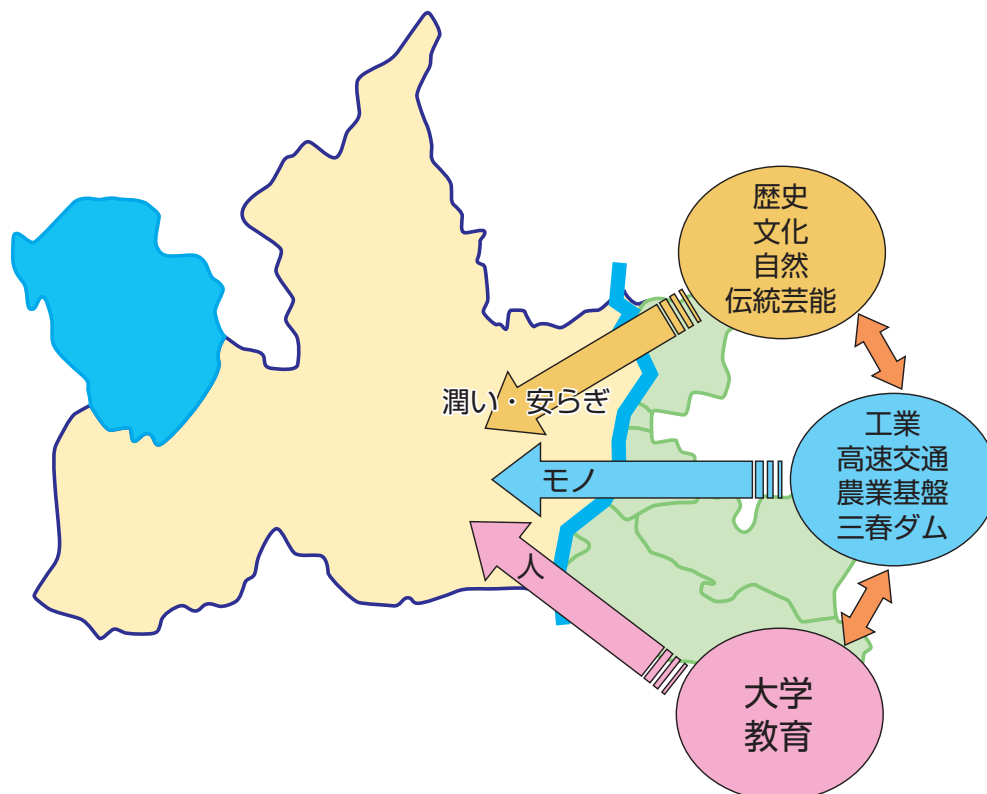 歴史
文化
自然
伝統芸能
潤い・安らぎ
工業
高速交通
農業基盤
三春ダム
モノ
人
大学
教育